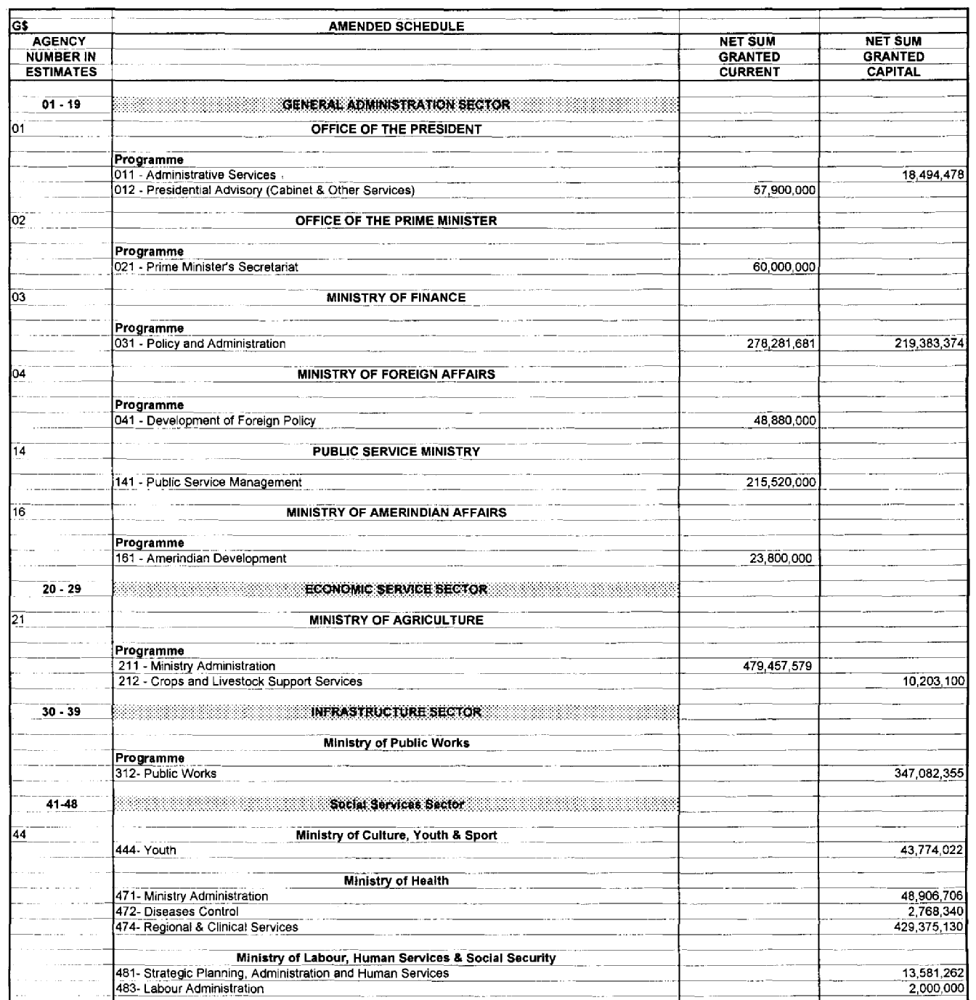 G$ AMENDED SCHEDULE
AGENCY NET SUM NET SUM
NUMBER IN GRANTED GRANTED
ESTIMATES CURRENT CAPITAL
01 - 19 GENERAL ADMINISTRATION SECTOR
01 OFFICE OF THE PRESIDENT
Programme
011 - Administrative Services 18,494,478
012 - Presidential Advisory (Cabinet & Other Services) 57,900,000
02 OFFICE OF THE PRIME MINISTER
Programme
021 - Prime Minister's Secretariat 60,000,000
03 MINISTRY OF FINANCE
Programme
031 - Policy and Administration 278,281,681 219,383,374
04 MINISTRY OF FOREIGN AFFAIRS
Programme
041 - Development of Foreign Policy 48,880,000
14 PUBLIC SERVICE MINISTRY
141 - Public Service Management 215,520,000
16 MINISTRY OF AMERINDIAN AFFAIRS
Programme
161 - Amerindian Development 23,800,000
20 - 29 ECONOMIC SERVICE SECTOR
21 MINISTRY OF AGRICULTURE
Programme
211 - Ministry Administration 479,457,579
212 - Crops and Livestock Support Services 10,203,100
30 - 39 INFRASTRUCTURE SECTOR
Ministry of Public Works
Programme
312- Public Works 347,082,355
41-48 Social Services Sector
44 Ministry of Culture, Youth & Sport
444- Youth 43,774,022
Ministry of Health
471- Ministry Administration 48,906,706
472- Diseases Control 2,768,340
474- Regional & Clinical Services 429,375,130
Ministry of Labour, Human Services & Social Security
481- Strategic Planning, Administration and Human Services 13,581,262
483- Labour Administration 2,000,000